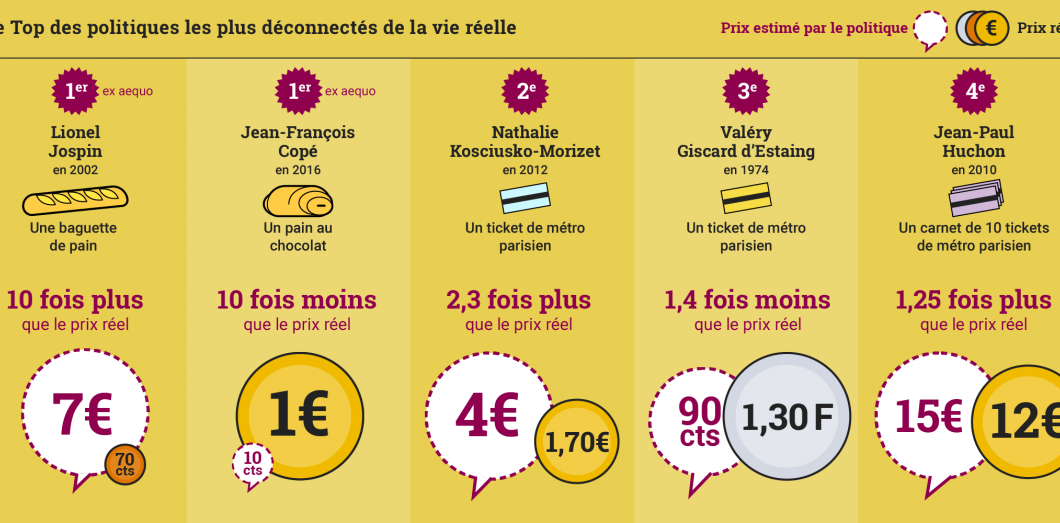 Top des politiques les plus déconnectés de la vie réelle
Prix estimé par le politique
€
Prix
1er ex aequo
Lionel
Jospin
en 2002
Une baguette
de pain
10 fois plus
que le prix réel
7€
70
cts
1er ex aequo
Jean-François
Copé
en 2016
Un pain au
chocolat
10 fois moins
que le prix réel
1€
10
cts
2e
Nathalie
Kosciusko-Morizet
en 2012
Un ticket de métro
parisien
2,3 fois plus
que le prix réel
4€
1,70€
3e
Valéry
Giscard d'Estaing
en 1974
Un ticket de métro
parisien
1,4 fois moins
que le prix réel
90
cts
1,30 F
4e
Jean-Paul
Huchon
en 2010
Un carnet de 10 tickets
de métro parisien
1,25 fois plus
que le prix réel
15€
12€